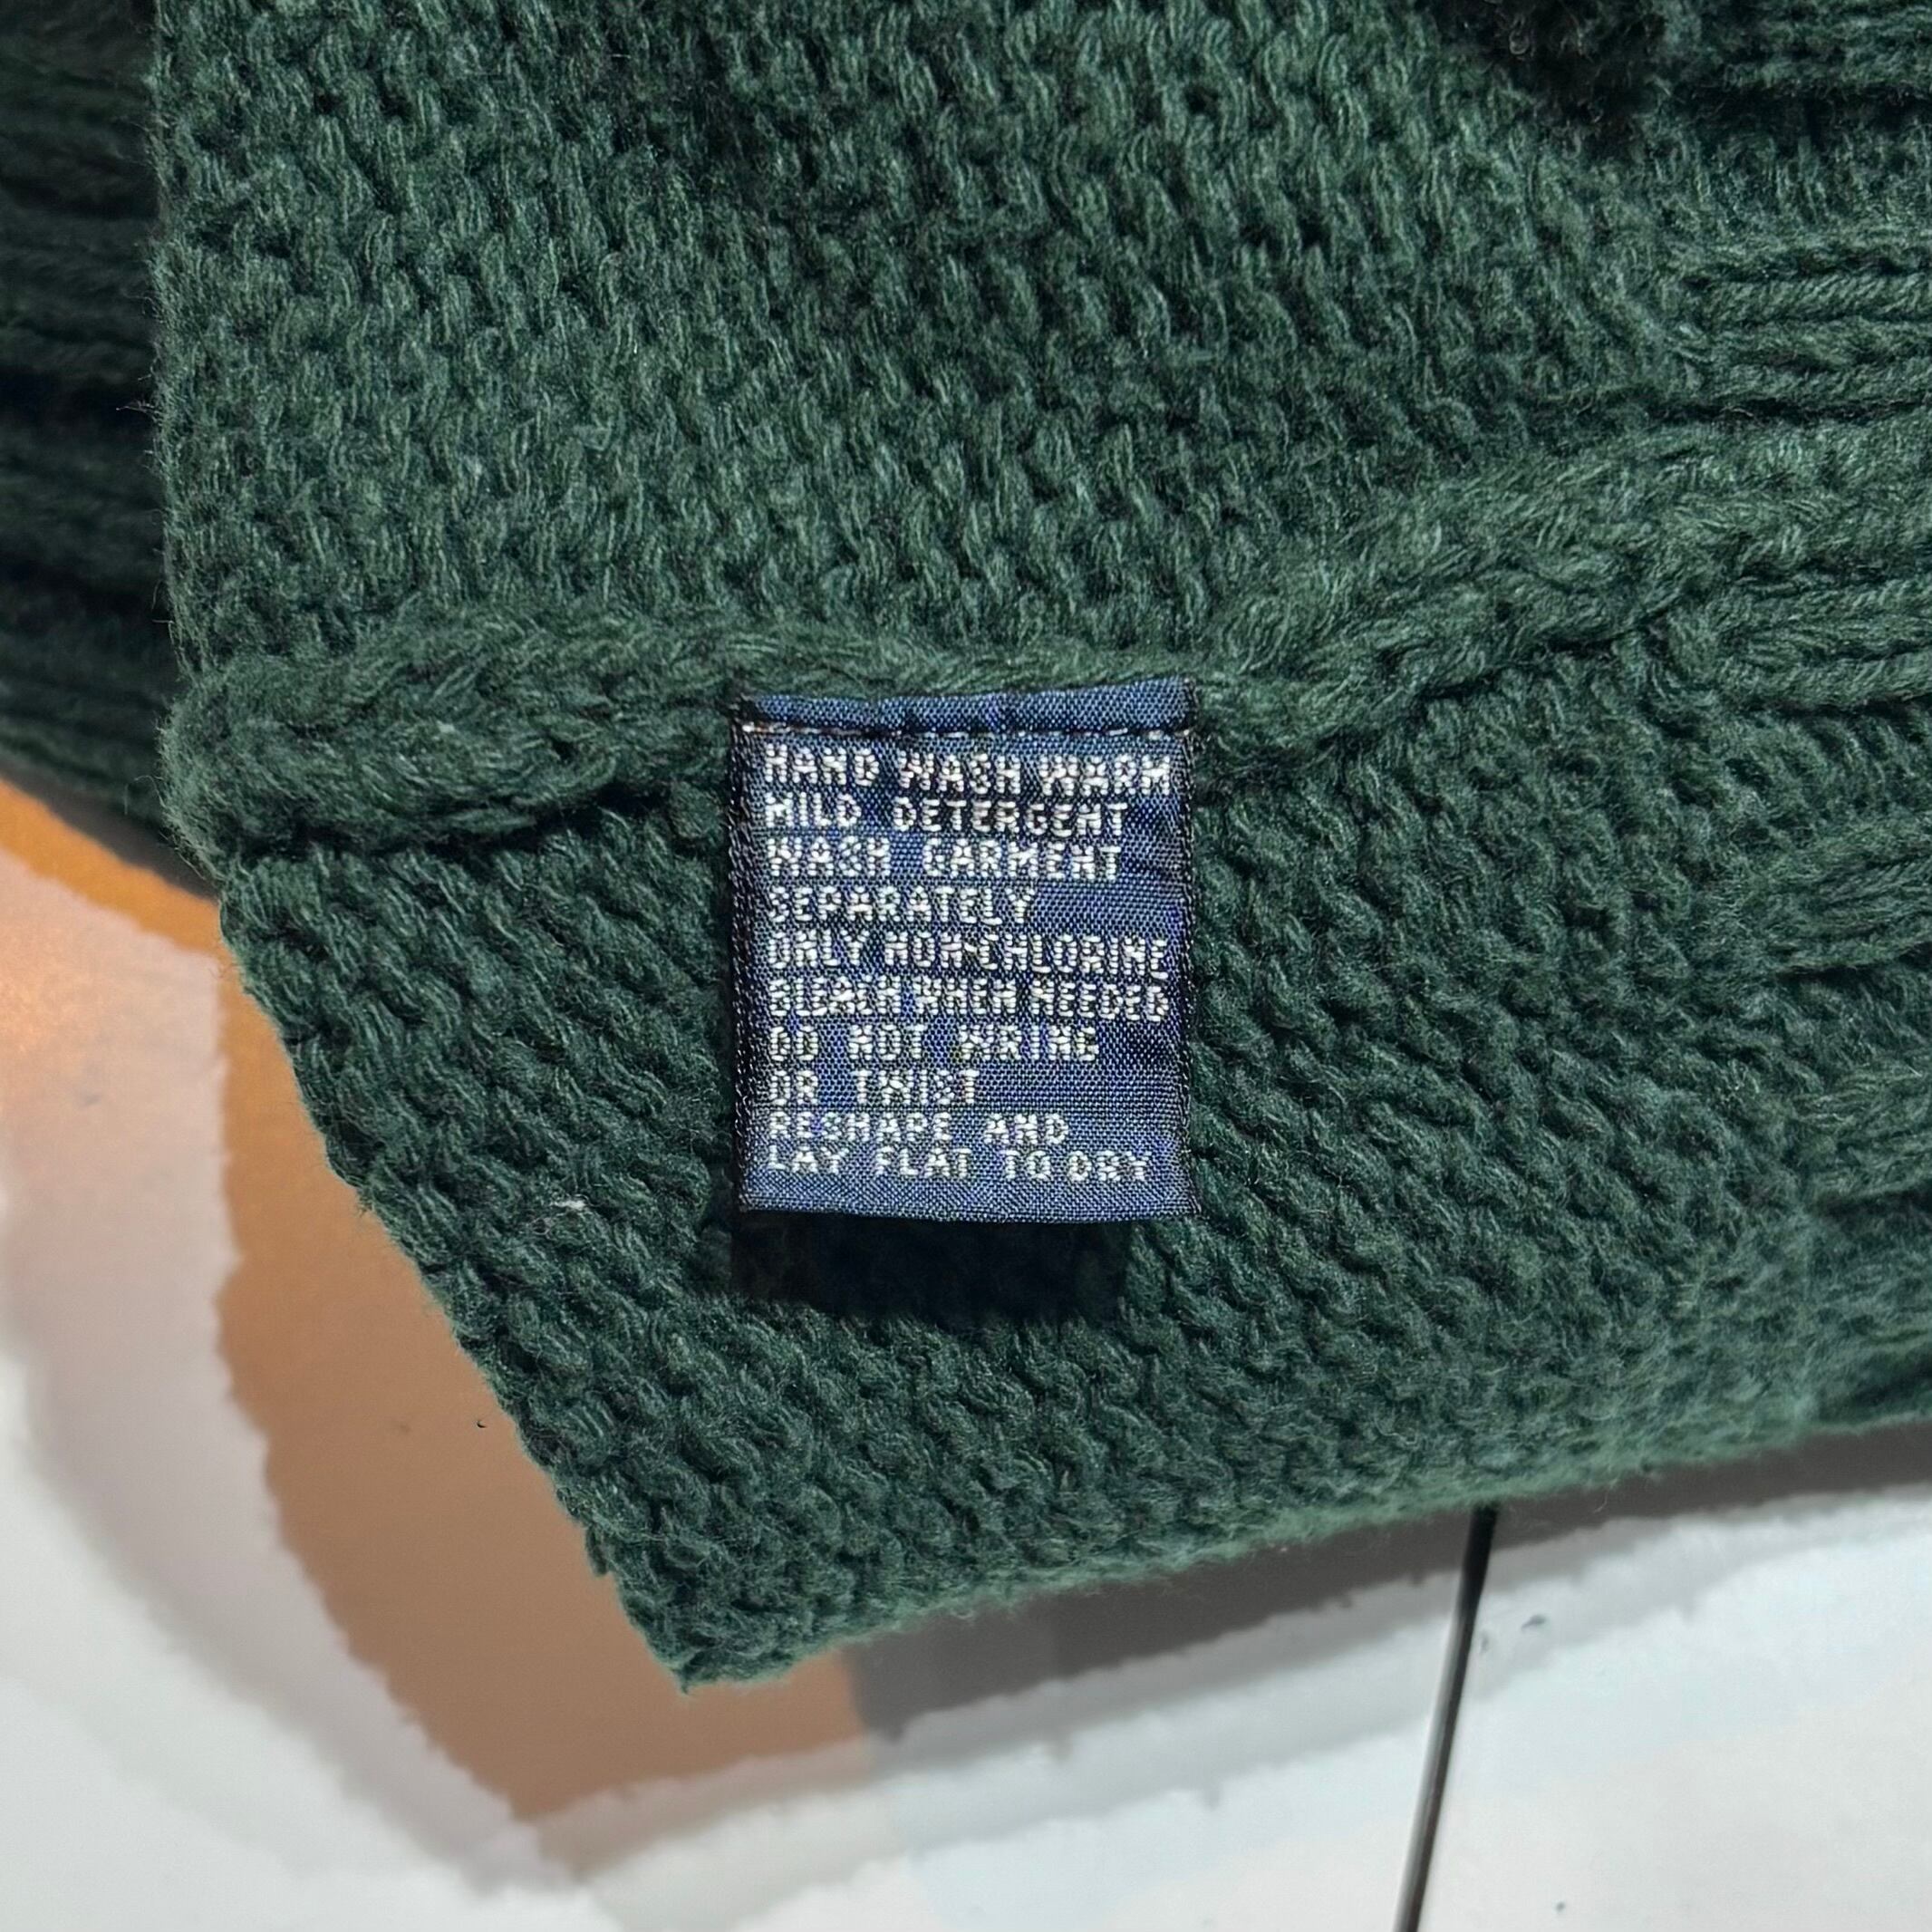 HAND WASH WARM
MILD DETERGENT
WASH GARMENT
SEPARATELY
ONLY NON-CHLORINE
BLEACH WHEN NEEDED
DO NOT WRING
OR TWIST
RESHAPE AND
LAY FLAT TO DRY